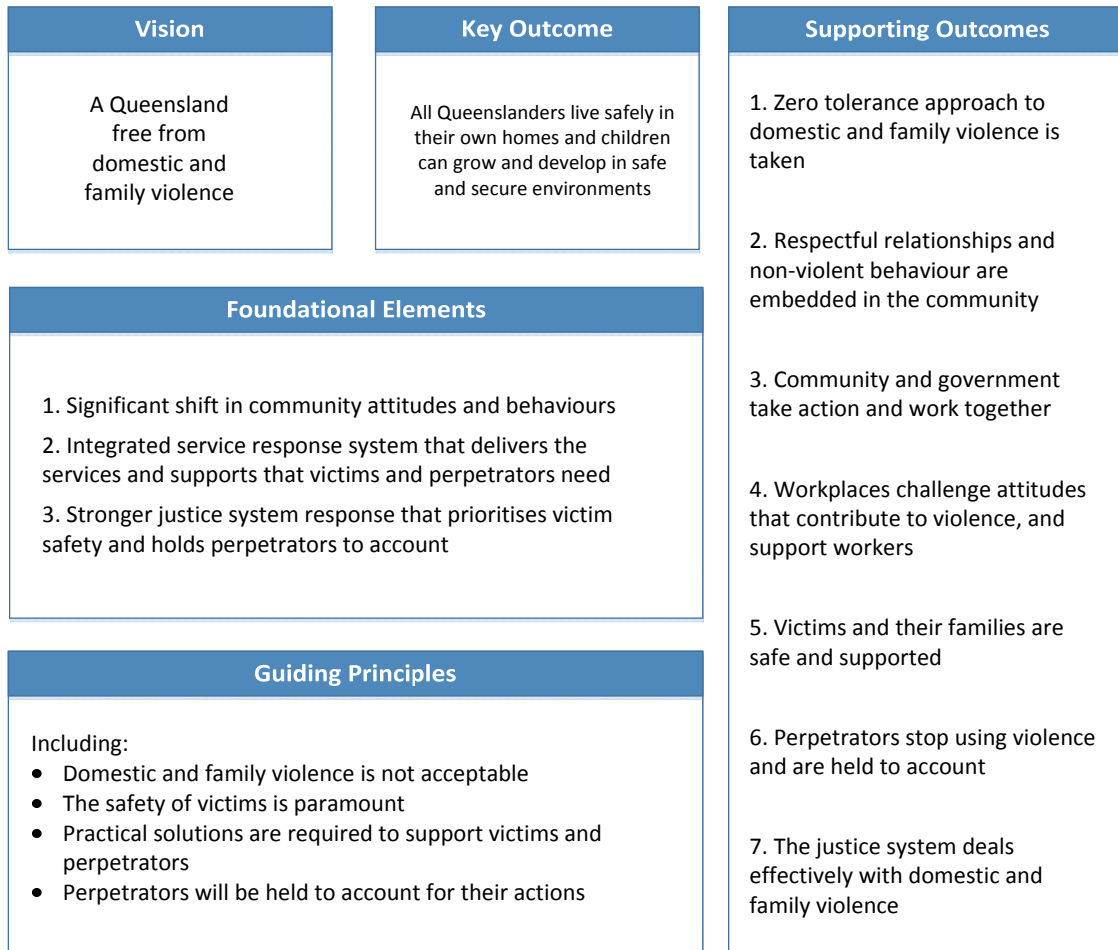 Vision
A Queensland
free from
domestic and
family violence
Key Outcome
All Queenslanders live safely in
their own homes and children
can grow and develop in safe
and secure environments
Foundational Elements
1. Significant shift in community attitudes and behaviours
2. Integrated service response system that delivers the
services and supports that victims and perpetrators need
3. Stronger justice system response that prioritises victim
safety and holds perpetrators to account
Guiding Principles
Including:
• Domestic and family violence is not acceptable
• The safety of victims is paramount
• Practical solutions are required to support victims and
perpetrators
• Perpetrators will be held to account for their actions
Supporting Outcomes
1. Zero tolerance approach to
domestic and family violence is
taken
2. Respectful relationships and
non-violent behaviour are
embedded in the community
3. Community and government
take action and work together
4. Workplaces challenge attitudes
that contribute to violence, and
support workers
5. Victims and their families are
safe and supported
6. Perpetrators stop using violence
and are held to account
7. The justice system deals
effectively with domestic and
family violence